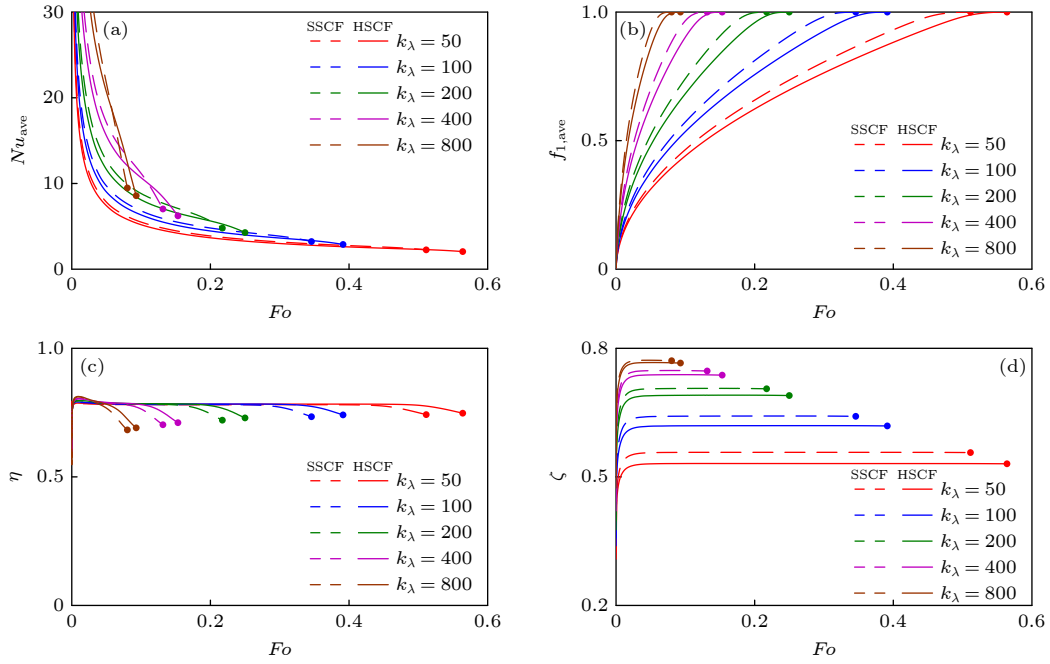 (a)
SSCF HSCF
kλ = 50
kλ = 100
kλ = 200
kλ = 400
kλ = 800
30
20
10
0
0 0.2 0.4 0.6
Nu_ave
Fo
(b)
SSCF HSCF
kλ = 50
kλ = 100
kλ = 200
kλ = 400
kλ = 800
1.0
0.5
0
0 0.2 0.4 0.6
f1,ave
Fo
(c)
SSCF HSCF
kλ = 50
kλ = 100
kλ = 200
kλ = 400
kλ = 800
1.0
0.5
0
0 0.2 0.4 0.6
η
Fo
(d)
SSCF HSCF
kλ = 50
kλ = 100
kλ = 200
kλ = 400
kλ = 800
0.8
0.5
0.2
0 0.2 0.4 0.6
ζ
Fo